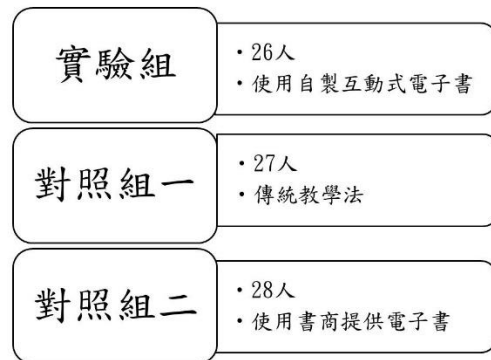 實驗組
・26人
・使用自製互動式電子書
對照組一
・27人
・傳統教學法
對照組二
・28人
・使用書商提供電子書